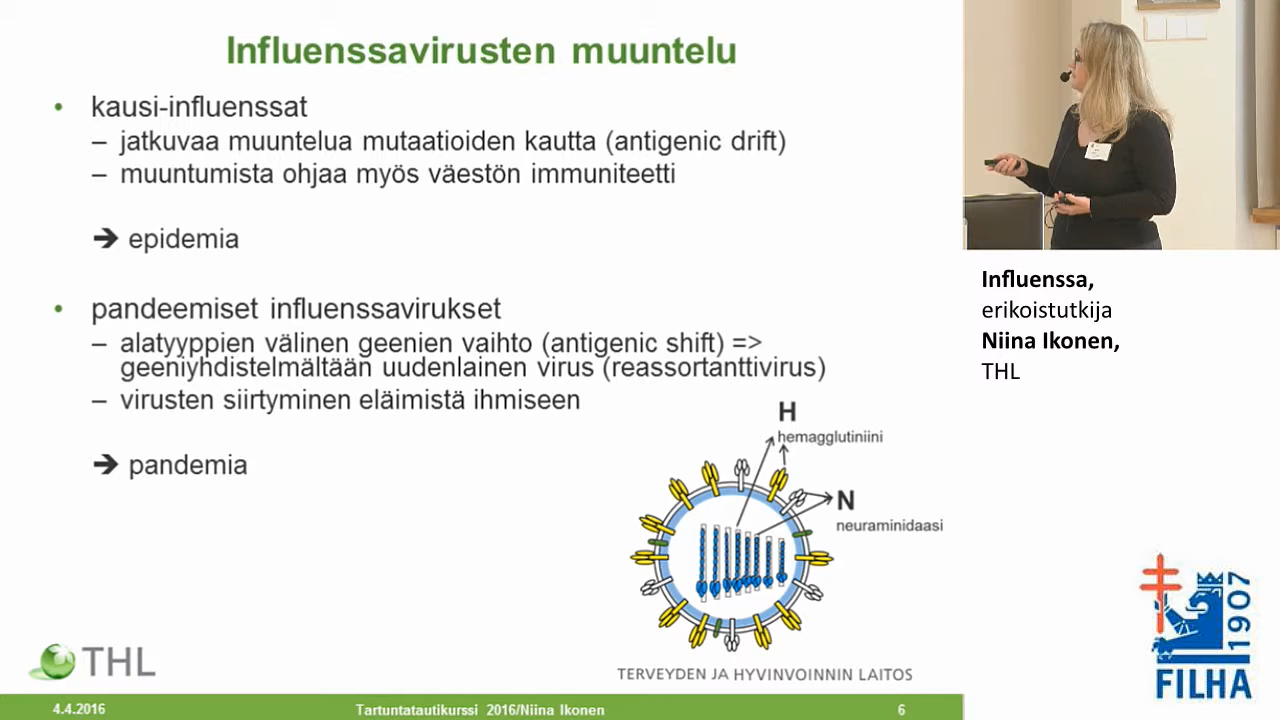 Influenssavirusten muuntelu
• kausi-influenssat
– jatkuvaa muuntelua mutaatioiden kautta (antigenic drift)
– muuntumista ohjaa myös väestön immuniteetti
➔ epidemia
• pandeemiset influenssavirukset
– alatyyppien välinen geenien vaihto (antigenic shift) =>
geeniyhdistelmältään uudenlainen virus (reassortanttivirus)
– virusten siirtyminen eläimistä ihmiseen
➔ pandemia
H
hemagglutiniini
N
neuraminidaasi
THL
TERVEYDEN JA HYVINVOINNIN LAITOS
4.4.2016
Tartuntatautikurssi 2016/Niina Ikonen
6
Influenssa,
erikoistutkija
Niina Ikonen,
THL
1907
FILHA